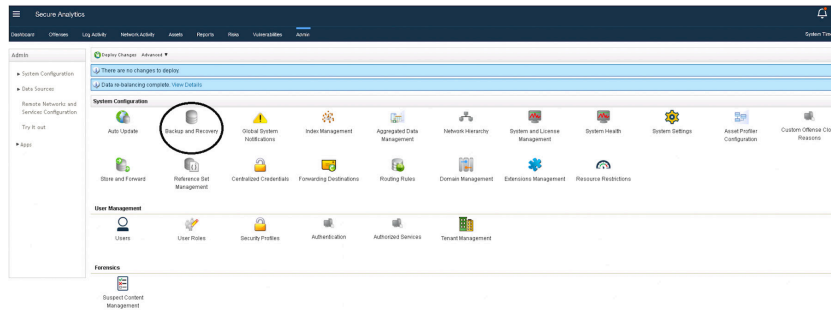 Secure Analytics
Dashboard Offenses Log Activity Network Activity Assets Reports Risks Vulnerabilities Admin System Time
Admin
▶ System Configuration
▶ Data Sources
Remote Networks and
Services Configuration
Try it out
▶ Apps
Deploy Changes Advanced ▼
There are no changes to deploy.
Data re-balancing complete. View Details.
System Configuration
Auto Update
Backup and Recovery
Global System
Notifications
Index Management
Aggregated Data
Management
Network Hierarchy
System and License
Management
System Health
System Settings
Asset Profiler
Configuration
Custom Offense Clo
Reasons
Store and Forward
Reference Set
Management
Centralized Credentials
Forwarding Destinations
Routing Rules
Domain Management
Extensions Management
Resource Restrictions
User Management
Users
User Roles
Security Profiles
Authentication
Authorized Services
Tenant Management
Forensics
Suspect Content
Management